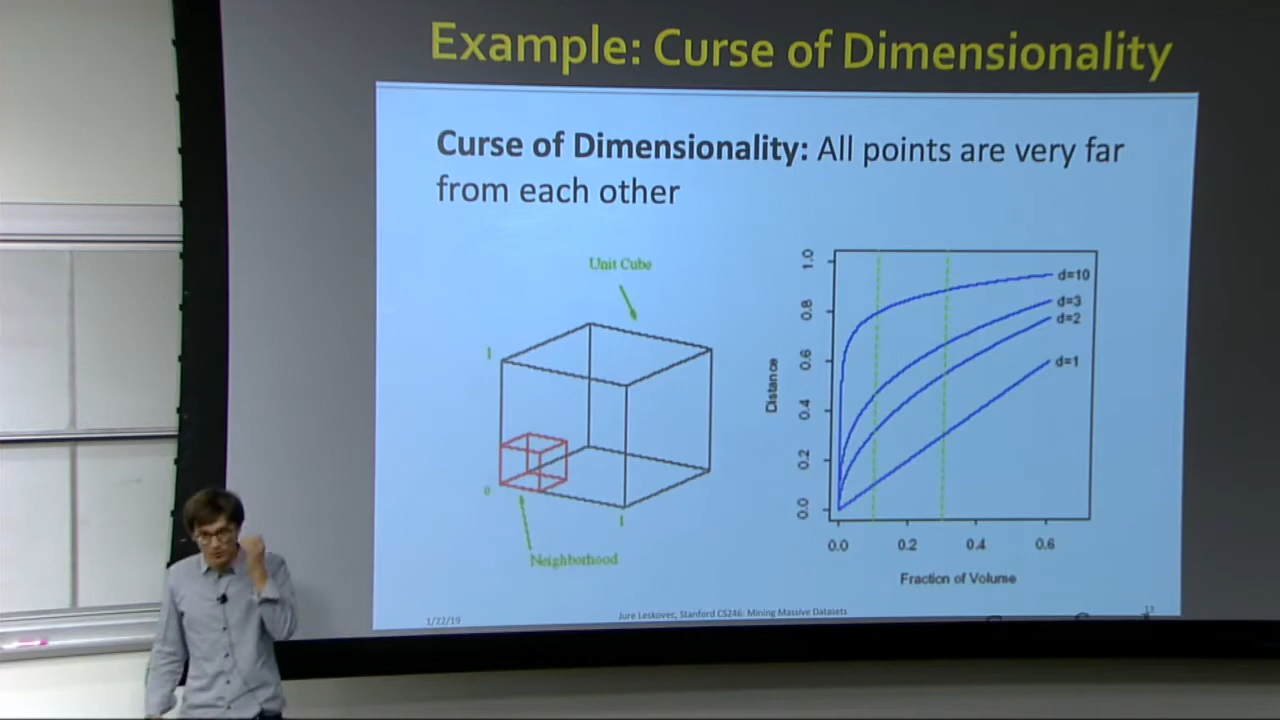 Example: Curse of Dimensionality
Curse of Dimensionality: All points are very far
from each other
Unit Cube
1
0
1
Neighborhood
Distance
1.0
0.8
0.6
0.4
0.2
0.0
d=10
d=3
d=2
d=1
0.0 0.2 0.4 0.6
Fraction of Volume
1/22/19
Jure Leskovec, Stanford CS246: Mining Massive Datasets
13